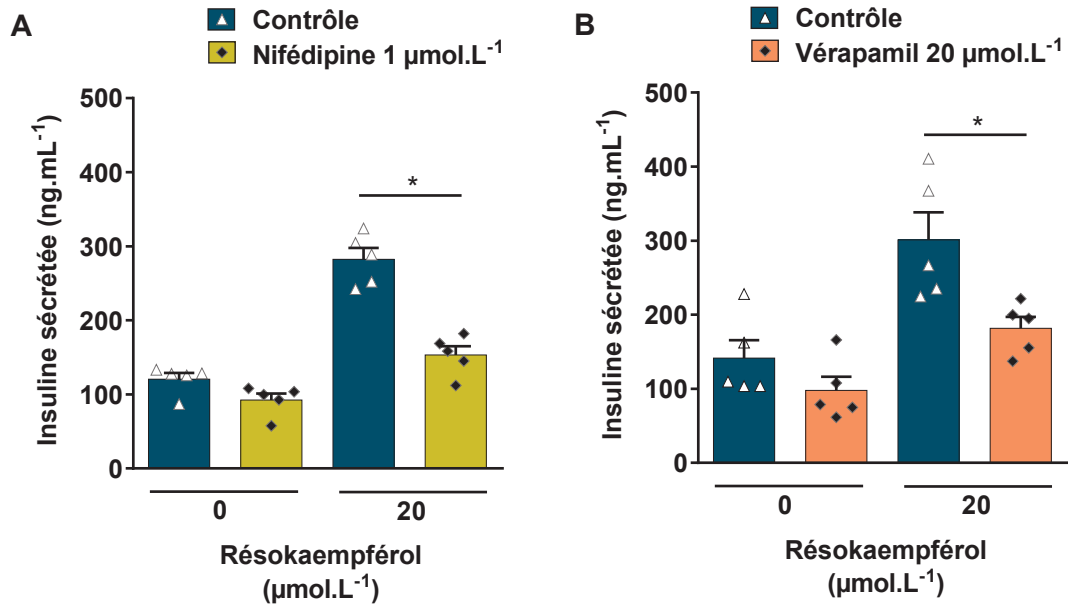 A
Contrôle
Nifédipine 1 µmol.L-1
Insuline sécrétée (ng.mL-1)
500
400
300
200
100
0
*
0
20
Résokaempférol
(µmol.L-1)
B
Contrôle
Vérapamil 20 µmol.L-1
Insuline sécrétée (ng.mL-1)
500
400
300
200
100
0
*
0
20
Résokaempférol
(µmol.L-1)